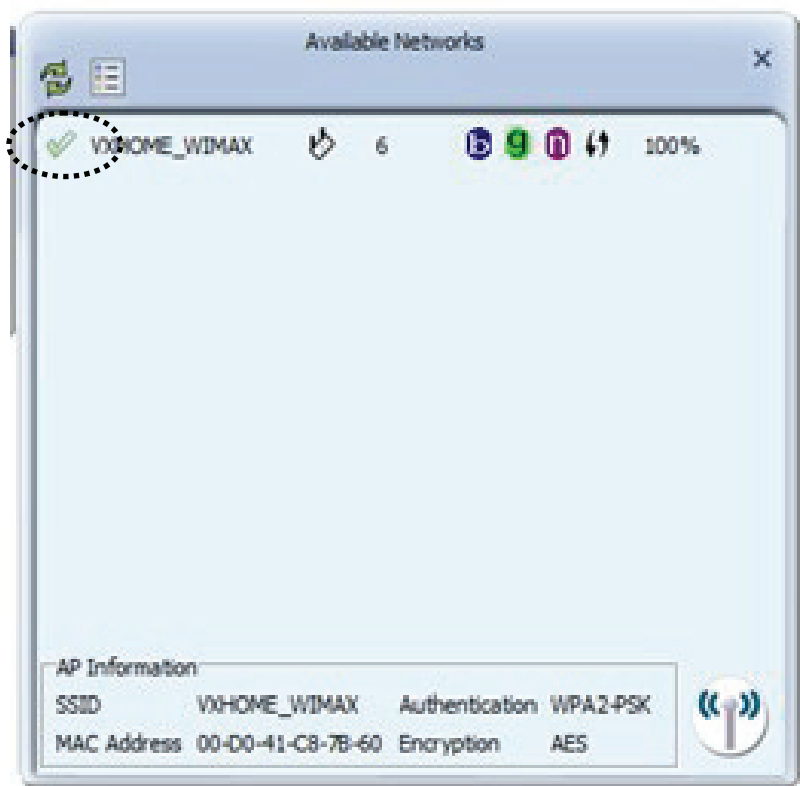 Available Networks
VXHOME_WIMAX 6 b g n 100%
AP Information
SSID VXHOME_WIMAX Authentication WPA2-PSK
MAC Address 00-D0-41-C8-7B-60 Encryption AES